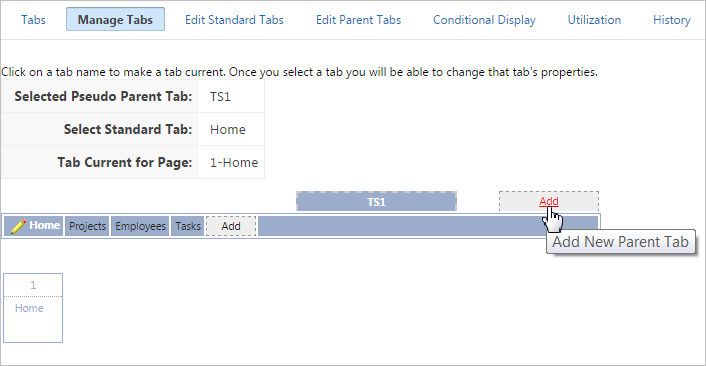 Tabs Manage Tabs Edit Standard Tabs Edit Parent Tabs Conditional Display Utilization History
Click on a tab name to make a tab current. Once you select a tab you will be able to change that tab's properties.
Selected Pseudo Parent Tab: TS1
Select Standard Tab: Home
Tab Current for Page: 1-Home
TS1 Add
Home Projects Employees Tasks Add
Add New Parent Tab
1
Home